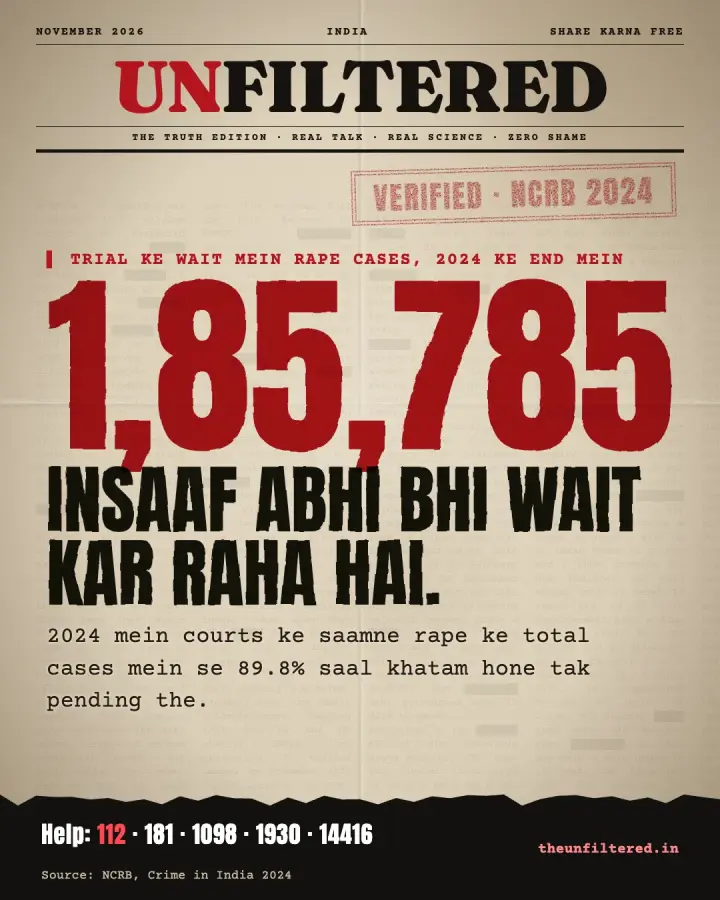 NOVEMBER 2026 INDIA SHARE KARNA FREE
UNFILTERED
THE TRUTH EDITION · REAL TALK · REAL SCIENCE · ZERO SHAME
VERIFIED · NCRB 2024
TRIAL KE WAIT MEIN RAPE CASES, 2024 KE END MEIN
1,85,785
INSAAF ABHI BHI WAIT
KAR RAHA HAI.
2024 mein courts ke saamne rape ke total
cases mein se 89.8% saal khatam hone tak
pending the.
Help: 112 · 181 · 1098 · 1930 · 14416
theunfiltered.in
Source: NCRB, Crime in India 2024